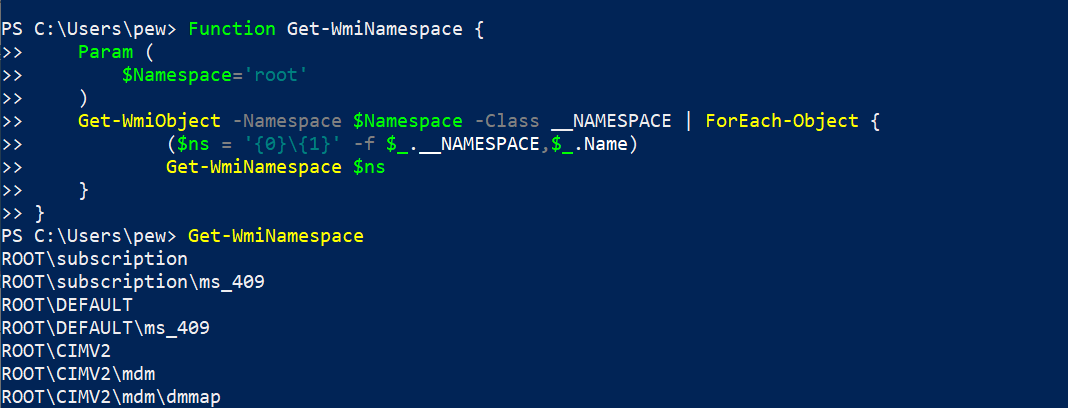 PS C:\Users\pew> Function Get-WmiNamespace {
>>     Param (
>>         $Namespace='root'
>>     )
>>     Get-WmiObject -Namespace $Namespace -Class __NAMESPACE | ForEach-Object {
>>             ($ns = '{0}\{1}' -f $_.__NAMESPACE,$_.Name)
>>             Get-WmiNamespace $ns
>>     }
>> }
PS C:\Users\pew> Get-WmiNamespace
ROOT\subscription
ROOT\subscription\ms_409
ROOT\DEFAULT
ROOT\DEFAULT\ms_409
ROOT\CIMV2
ROOT\CIMV2\mdm
ROOT\CIMV2\mdm\dmmap